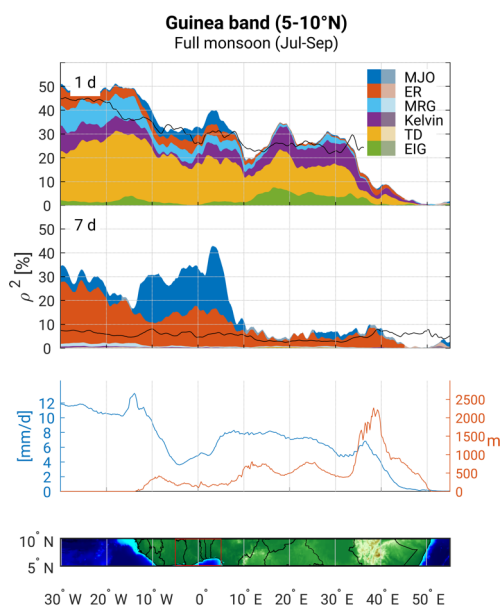 Guinea band (5-10°N)
Full monsoon (Jul-Sep)
1 d
MJO
ER
MRG
Kelvin
TD
EIG
50
40
30
20
10
0
7 d
50
40
30
20
10
0
ρ² [%]
12
10
8
6
4
2
0
[mm/d]
2500
2000
1500
1000
500
0
m
10° N
5° N
30° W 20° W 10° W 0° 10° E 20° E 30° E 40° E 50° E